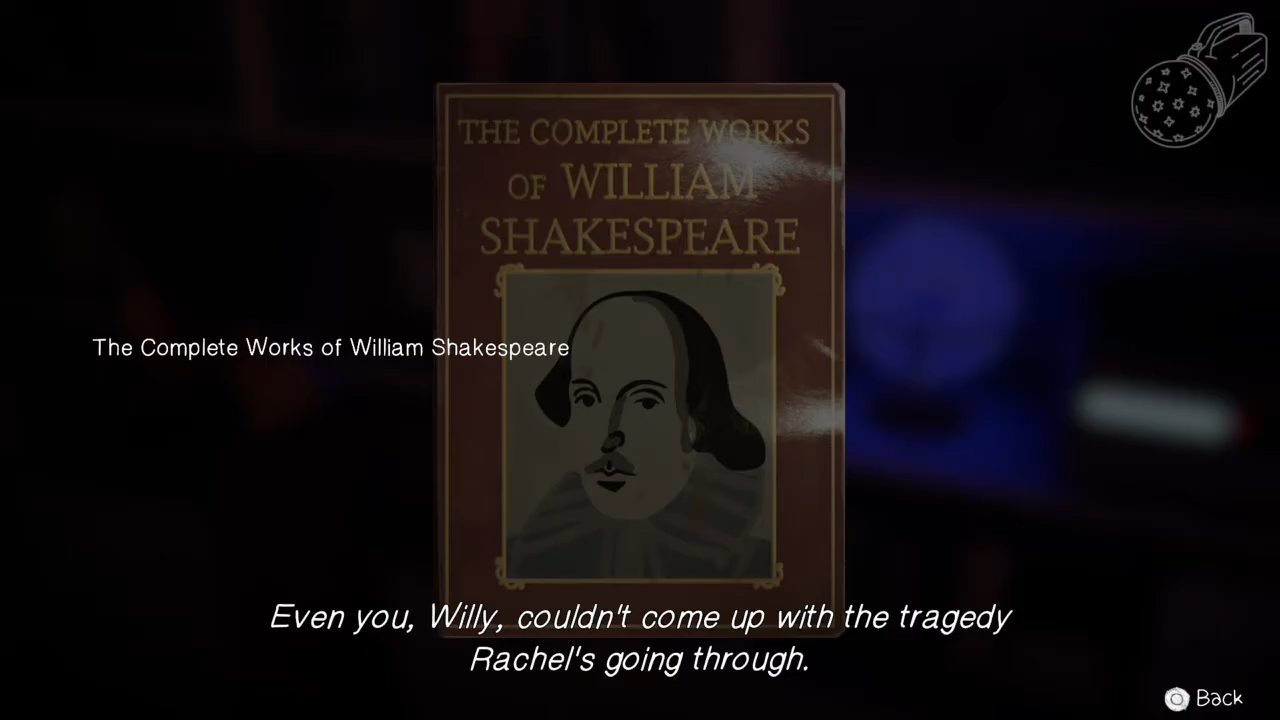 THE COMPLETE WORKS
OF WILLIAM
SHAKESPEARE
The Complete Works of William Shakespeare
Even you, Willy, couldn't come up with the tragedy
Rachel's going through.
Back